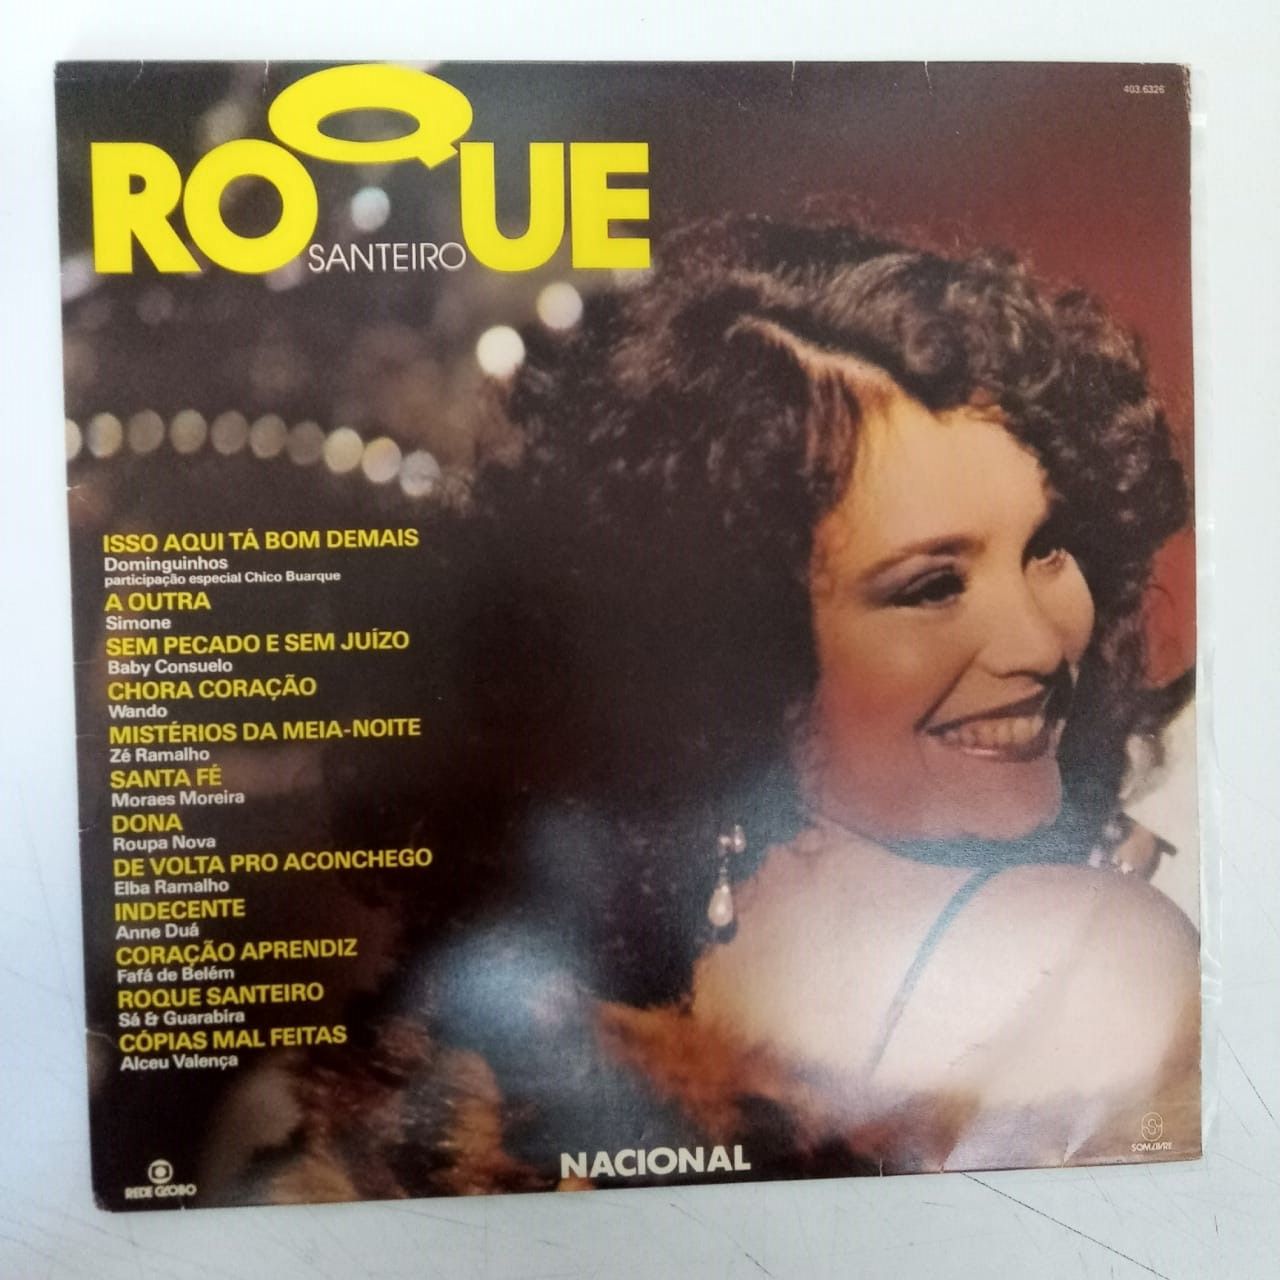 403.6326
ROQUE
SANTEIRO
ISSO AQUI TÁ BOM DEMAIS
Dominguinhos
participação especial Chico Buarque
A OUTRA
Simone
SEM PECADO E SEM JUÍZO
Baby Consuelo
CHORA CORAÇÃO
Wando
MISTÉRIOS DA MEIA-NOITE
Zé Ramalho
SANTA FÉ
Moraes Moreira
DONA
Roupa Nova
DE VOLTA PRO ACONCHEGO
Elba Ramalho
INDECENTE
Anne Duá
CORAÇÃO APRENDIZ
Fafá de Belém
ROQUE SANTEIRO
Sá & Guarabira
CÓPIAS MAL FEITAS
Alceu Valença
REDE GLOBO
NACIONAL
SOM LIVRE